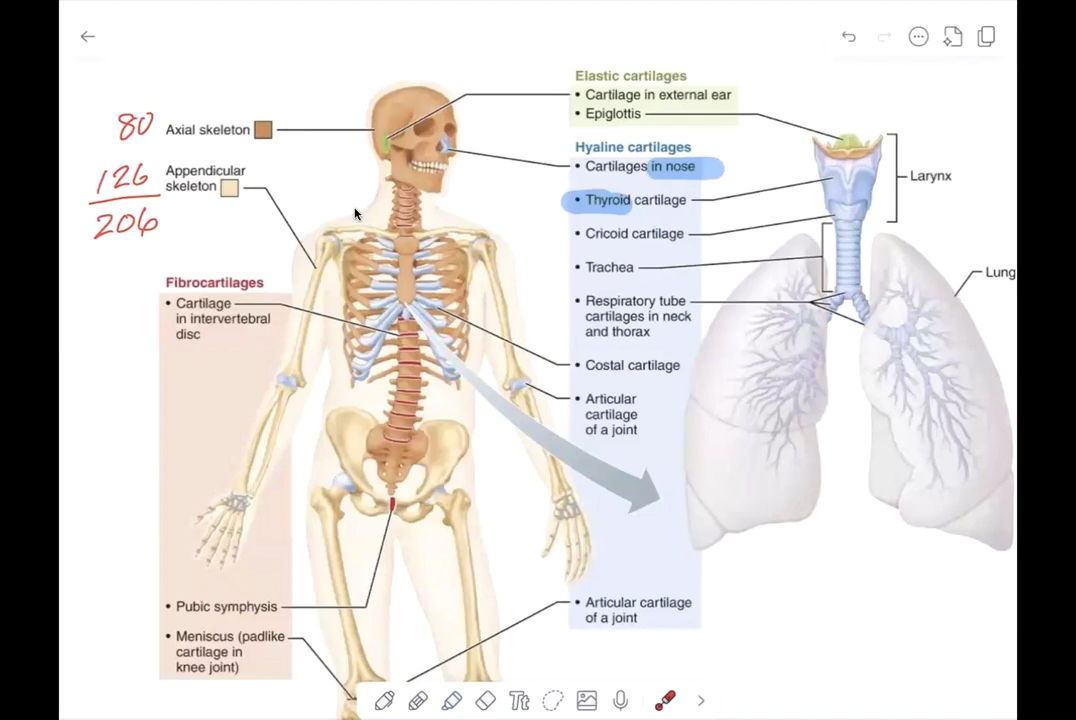 80
Axial skeleton
126
Appendicular
skeleton
206
Fibrocartilages
• Cartilage
in intervertebral
disc
• Pubic symphysis
• Meniscus (padlike
cartilage in
knee joint)
Elastic cartilages
• Cartilage in external ear
• Epiglottis
Hyaline cartilages
• Cartilages in nose
• Thyroid cartilage
• Cricoid cartilage
• Trachea
• Respiratory tube
cartilages in neck
and thorax
• Costal cartilage
• Articular
cartilage
of a joint
• Articular cartilage
of a joint
Larynx
Lung
Tt